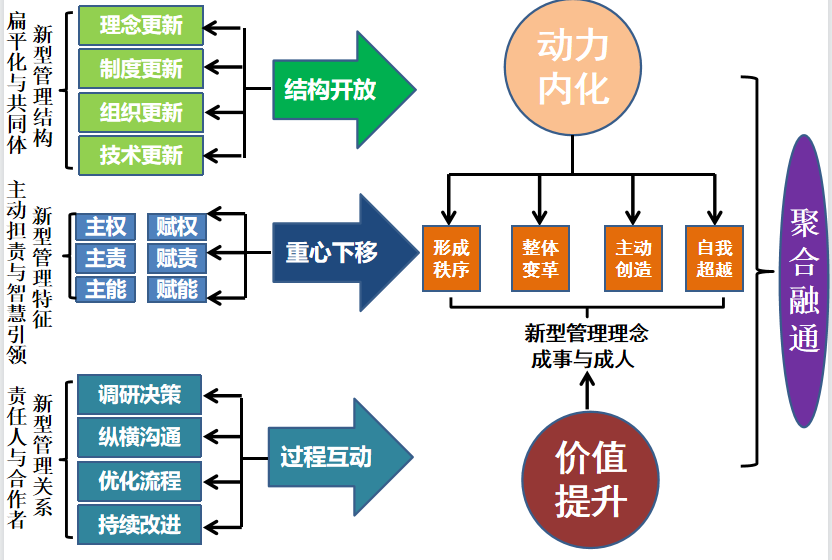 扁平化与共同体
新型管理结构
理念更新
制度更新
组织更新
技术更新
结构开放
主动担责与智慧引领
新型管理特征
主权
赋权
主责
赋责
主能
赋能
重心下移
责任人与合作者
新型管理关系
调研决策
纵横沟通
优化流程
持续改进
过程互动
动力
内化
形成
秩序
整体
变革
主动
创造
自我
超越
新型管理理念
成事与成人
价值
提升
聚合融通